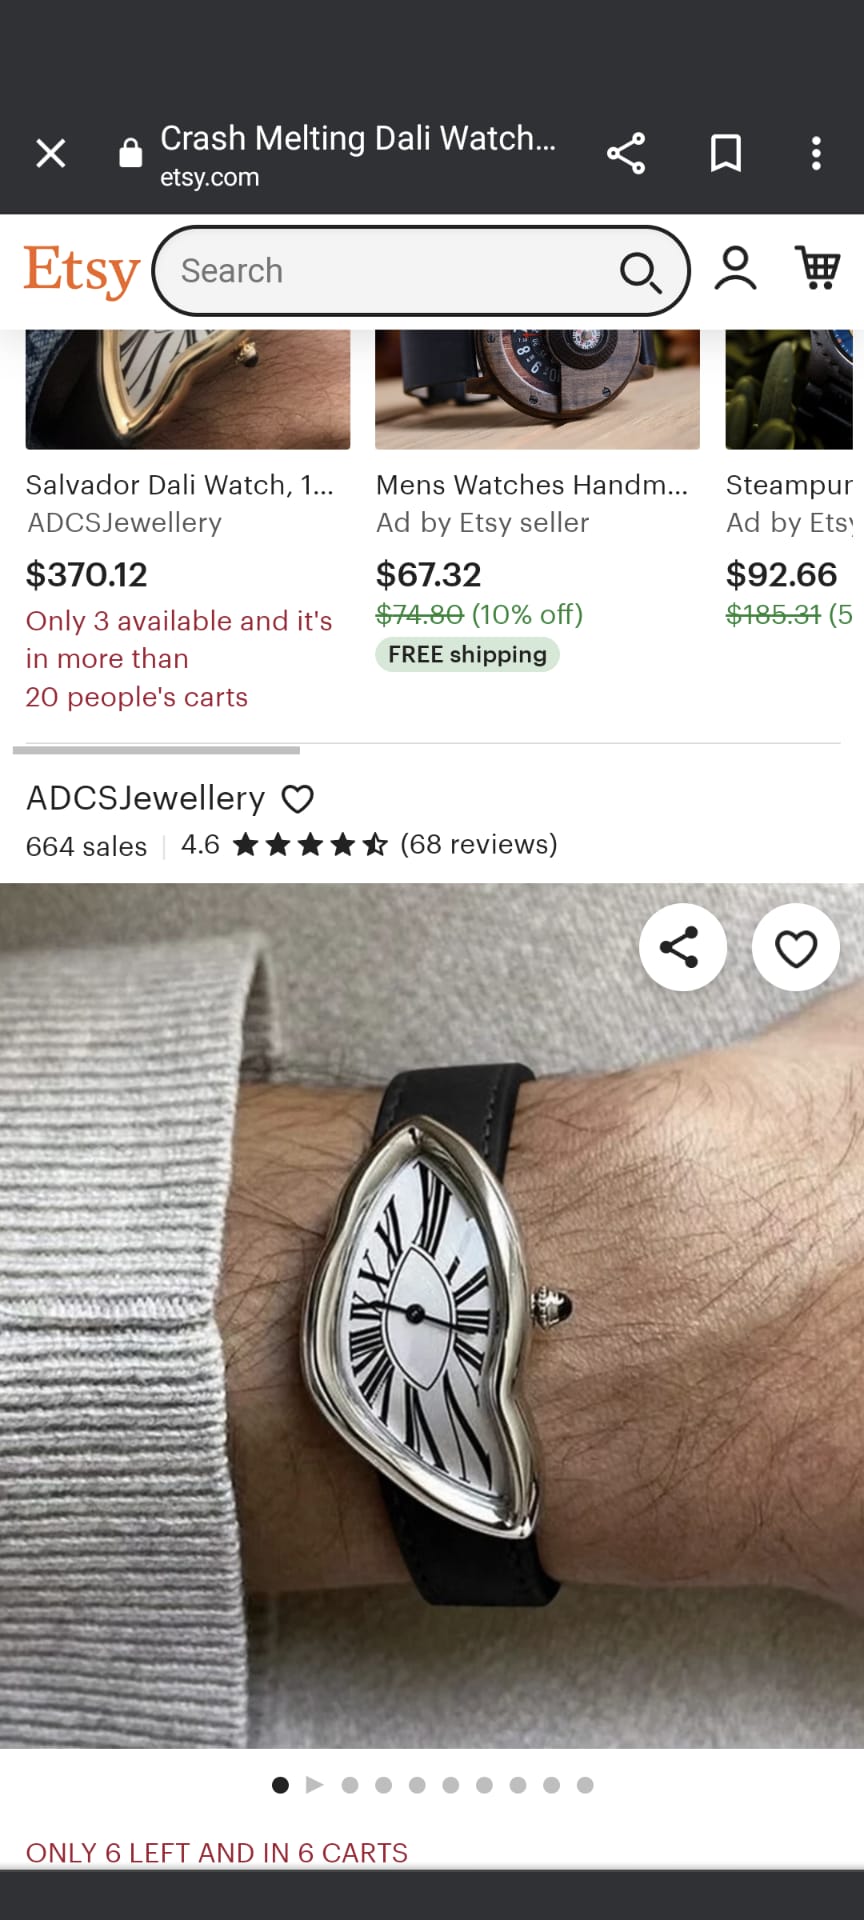 Crash Melting Dali Watch...
etsy.com
Etsy
Search
Salvador Dali Watch, 1...
ADCSJewellery
$370.12
Only 3 available and it's
in more than
20 people's carts
Mens Watches Handm...
Ad by Etsy seller
$67.32
$74.80 (10% off)
FREE shipping
Steampun
Ad by Etsy
$92.66
$185.31 (5
ADCSJewellery
664 sales | 4.6 (68 reviews)
ONLY 6 LEFT AND IN 6 CARTS